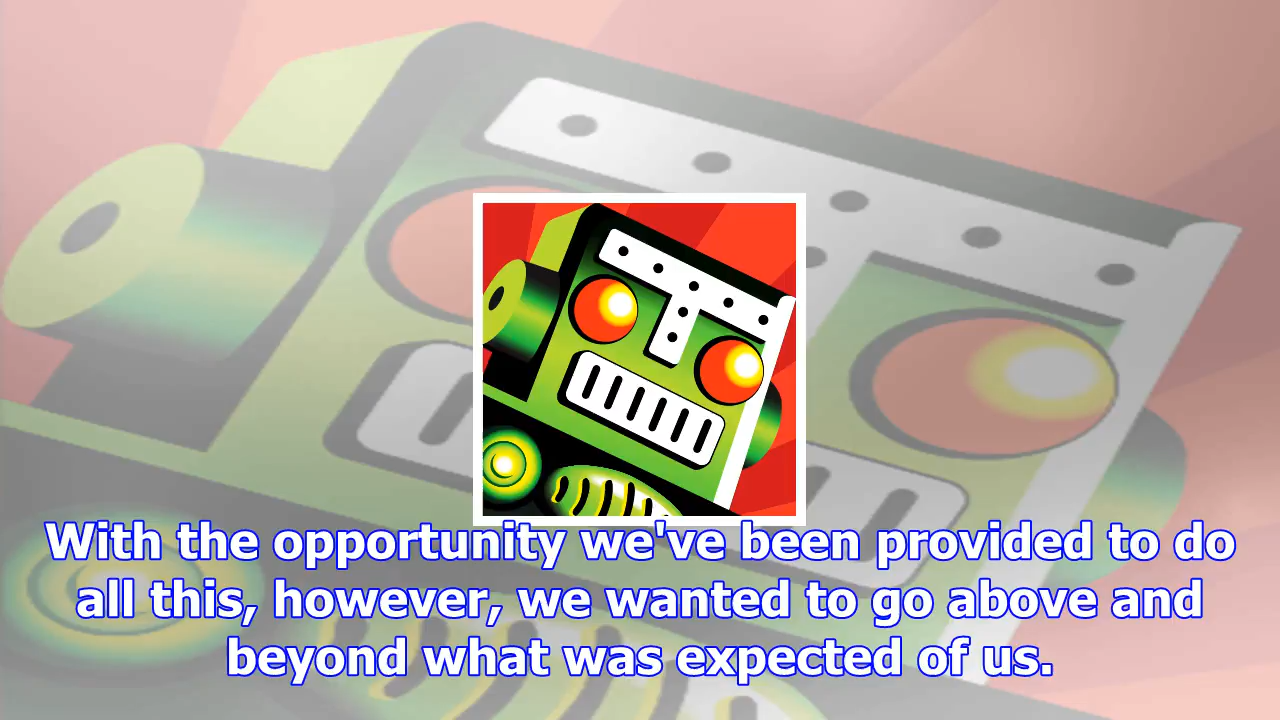 With the opportunity we've been provided to do
all this, however, we wanted to go above and
beyond what was expected of us.